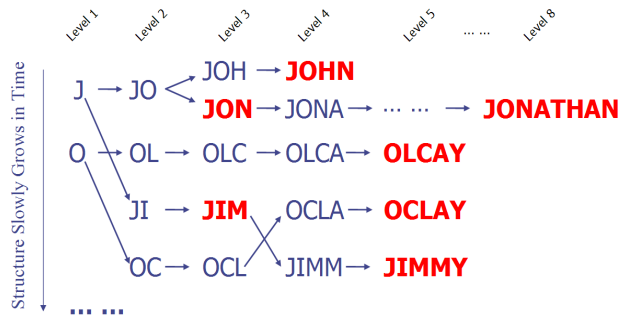 Level 1 Level 2 Level 3 Level 4 Level 5 ... ... Level 8
Structure Slowly Grows in Time
JOH JOHN
J JO
JON JONA ... ... JONATHAN
O OL OLC OLCA OLCAY
JI JIM OCLA OCLAY
OC OCL JIMM JIMMY
... ...